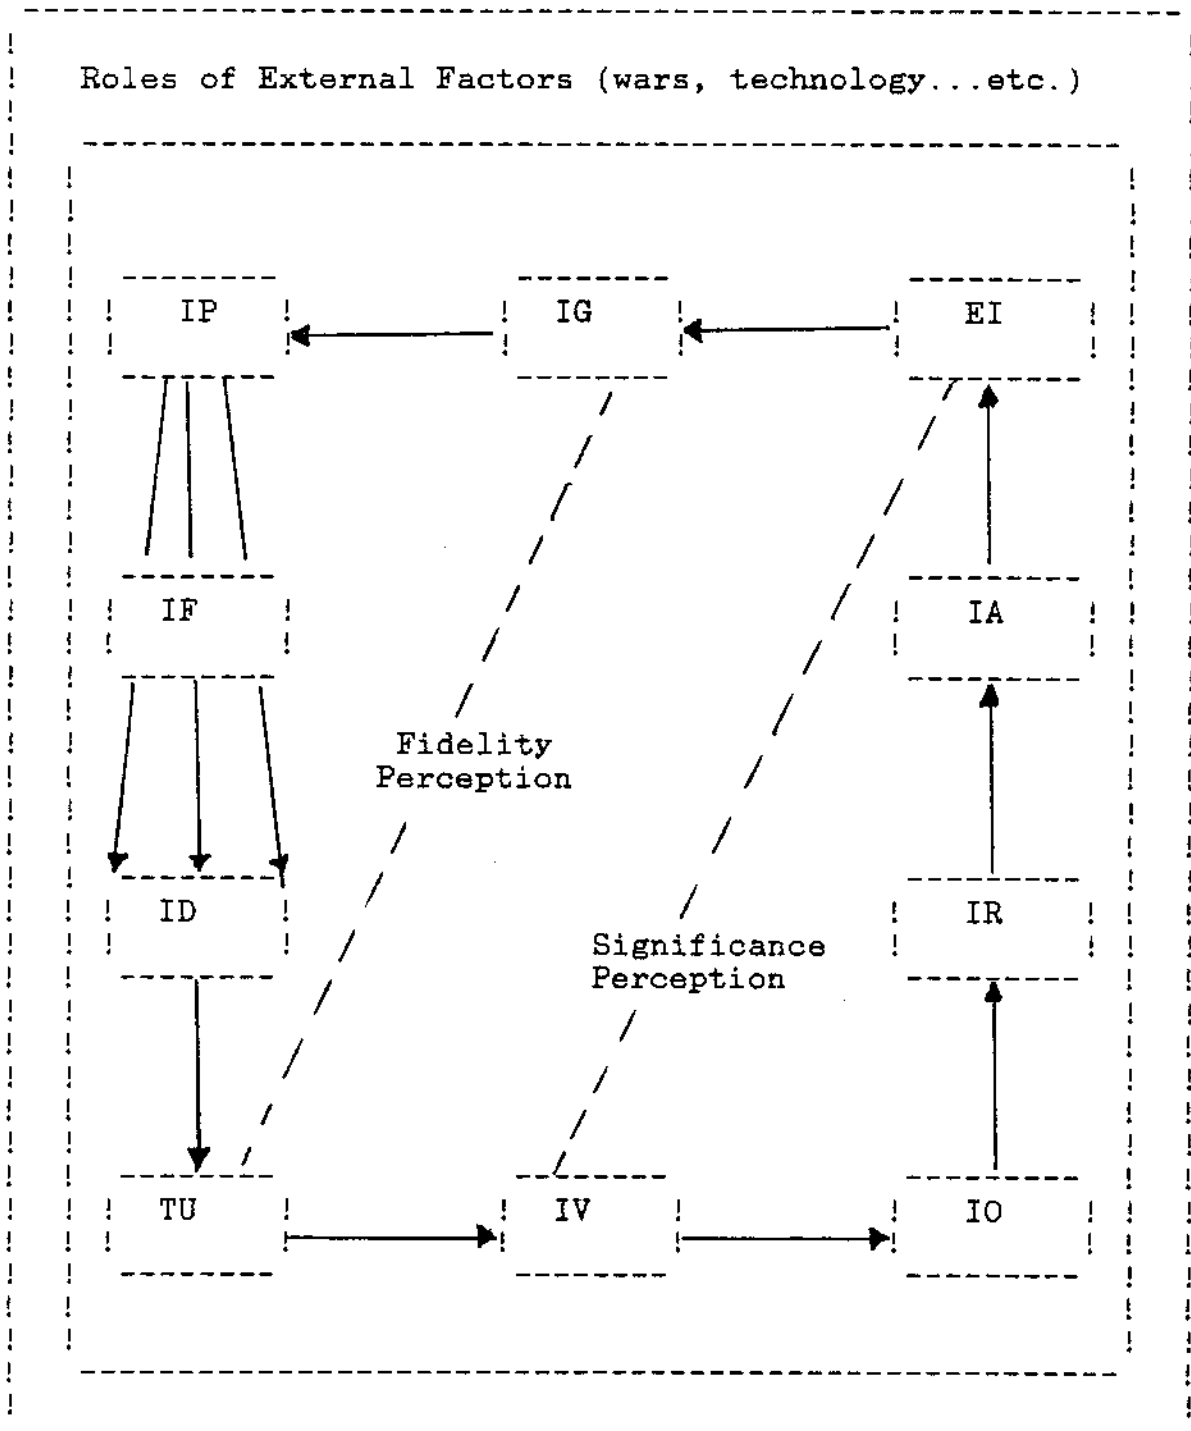 Roles of External Factors (wars, technology...etc.)
IP
IG
EI
IF
IA
Fidelity
Perception
ID
IR
Significance
Perception
TU
IV
IO